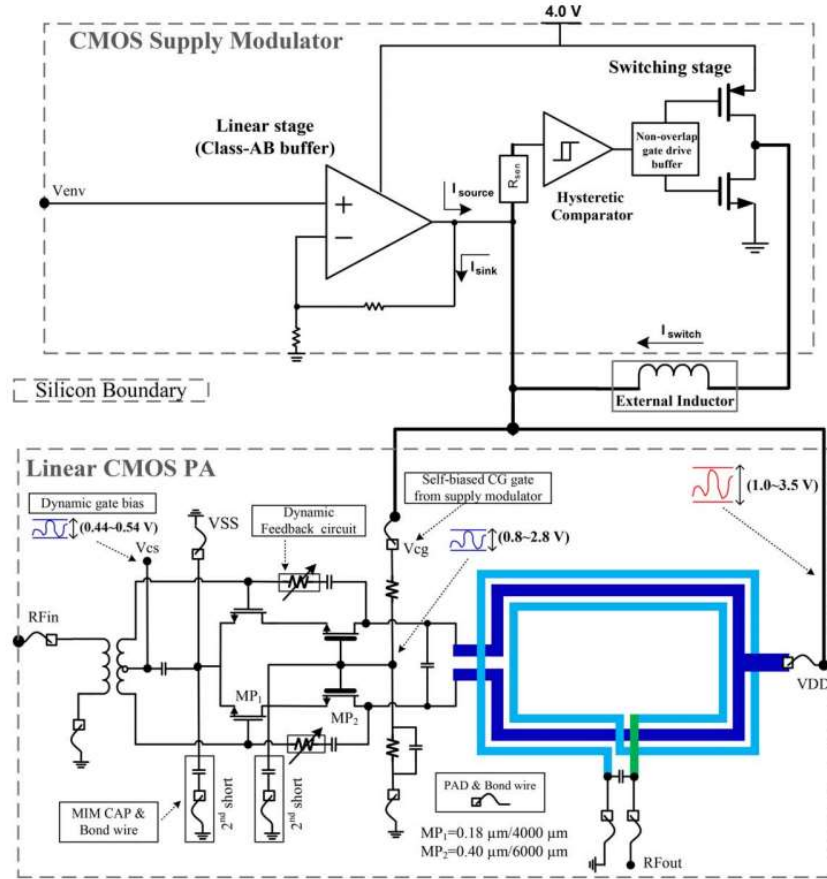 4.0 V
CMOS Supply Modulator
Switching stage
Linear stage
(Class-AB buffer)
Non-overlap
gate drive
buffer
Rsen
I source
Venv
Hysteretic
Comparator
+
−
I sink
I switch
Silicon Boundary
External Inductor
Linear CMOS PA
Self-biased CG gate
from supply modulator
(1.0~3.5 V)
Dynamic gate bias
(0.44~0.54 V)
VSS
Dynamic
Feedback circuit
Vcg
(0.8~2.8 V)
Vcs
RFin
VDD
MP1
MP2
MIM CAP &
Bond wire
2nd short
2nd short
PAD & Bond wire
MP1=0.18 μm/4000 μm
MP2=0.40 μm/6000 μm
RFout